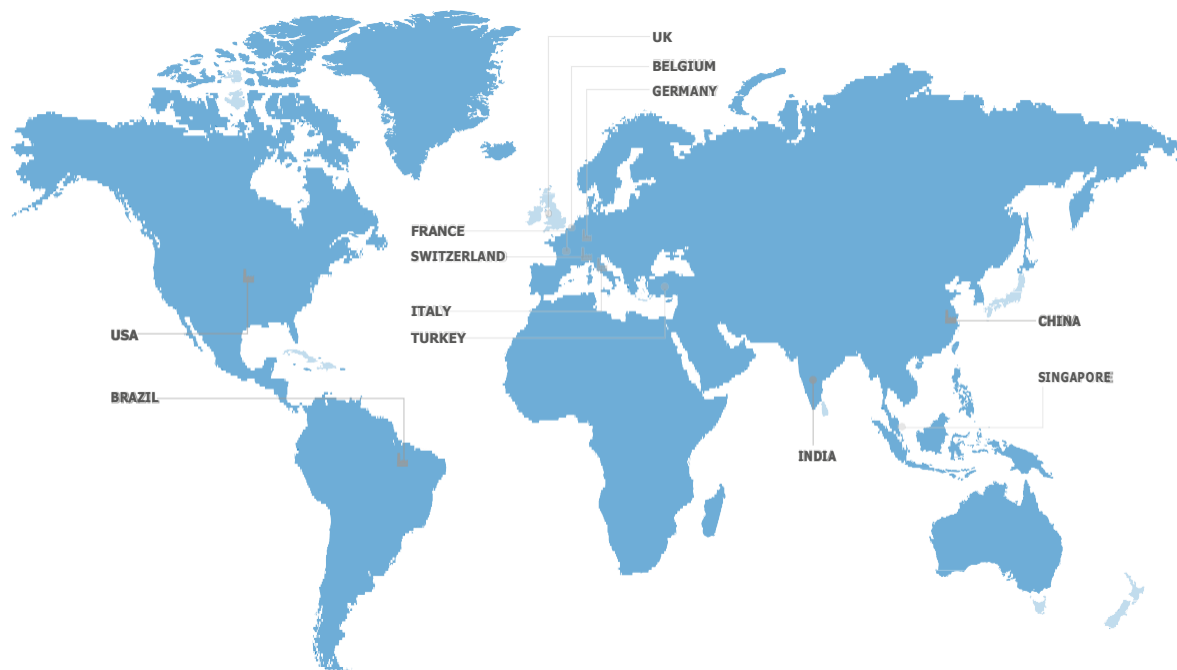 UK
BELGIUM
GERMANY
FRANCE
SWITZERLAND
ITALY
TURKEY
USA
BRAZIL
CHINA
SINGAPORE
INDIA